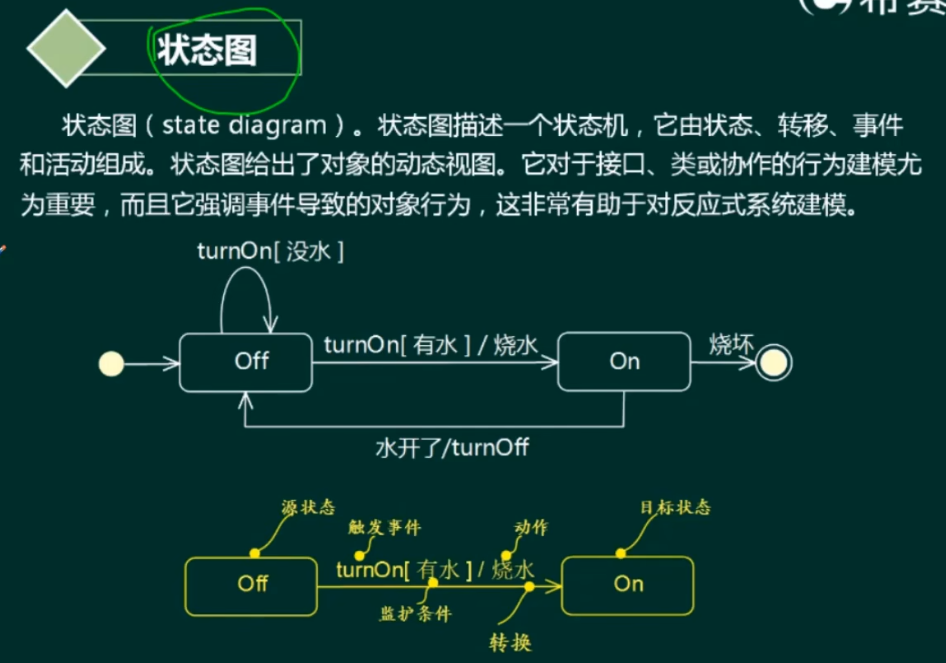 状态图
状态图（state diagram）。状态图描述一个状态机，它由状态、转移、事件
和活动组成。状态图给出了对象的动态视图。它对于接口、类或协作的行为建模尤
为重要，而且它强调事件导致的对象行为，这非常有助于对反应式系统建模。
turnOn[ 没水 ]
Off
turnOn[ 有水 ] / 烧水
On
烧坏
水开了/turnOff
源状态
触发事件
动作
目标状态
Off
turnOn[ 有水 ] / 烧水
On
监护条件
转换